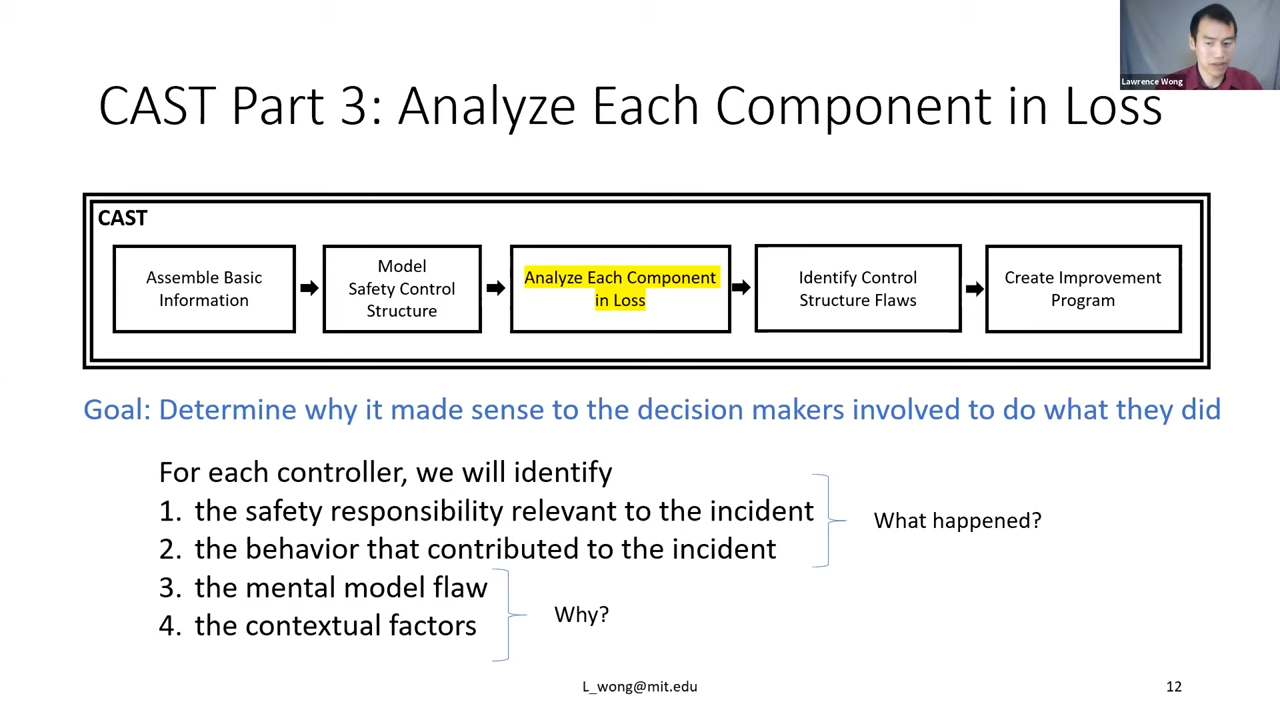 Lawrence Wong
CAST Part 3: Analyze Each Component in Loss
CAST
Assemble Basic
Information
Model
Safety Control
Structure
Analyze Each Component
in Loss
Identify Control
Structure Flaws
Create Improvement
Program
Goal: Determine why it made sense to the decision makers involved to do what they did
For each controller, we will identify
1. the safety responsibility relevant to the incident
2. the behavior that contributed to the incident
What happened?
3. the mental model flaw
4. the contextual factors
Why?
L_wong@mit.edu
12